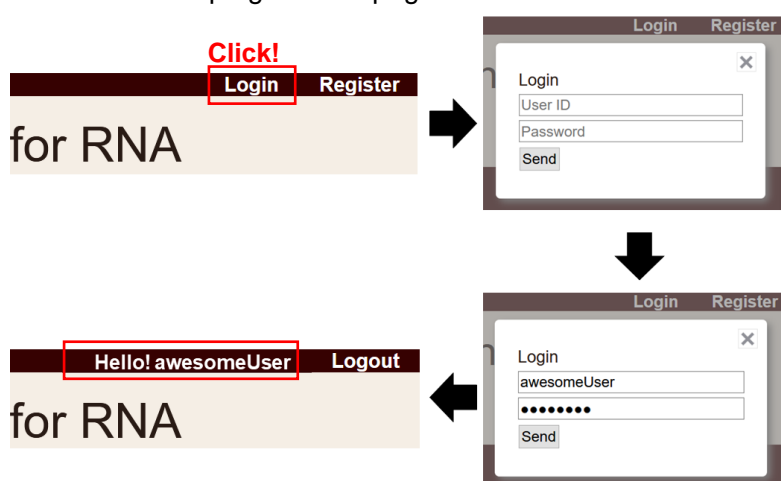 Click!
Login Register
for RNA
Login Register
Login
User ID
Password
Send
Login Register
Login
awesomeUser
••••••••
Send
Hello! awesomeUser Logout
for RNA